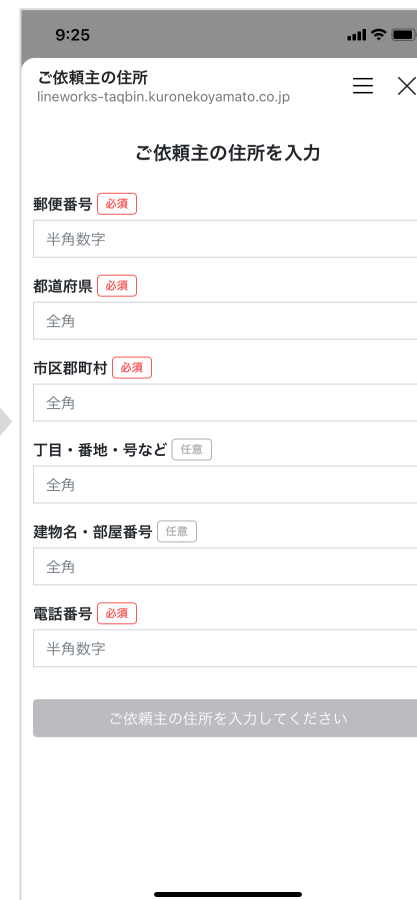 9:25
ご依頼主の住所
lineworks-taqbin.kuronekoyamato.co.jp
ご依頼主の住所を入力
郵便番号 必須
半角数字
都道府県 必須
全角
市区郡町村 必須
全角
丁目・番地・号など 任意
全角
建物名・部屋番号 任意
全角
電話番号 必須
半角数字
ご依頼主の住所を入力してください